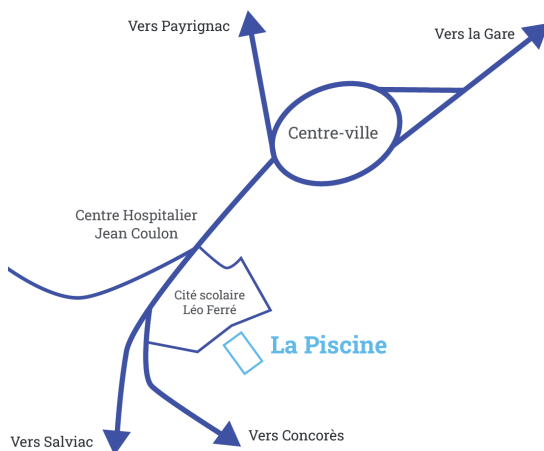 Vers Payrignac
Vers la Gare
Centre-ville
Centre Hospitalier
Jean Coulon
Cité scolaire
Léo Ferré
La Piscine
Vers Salviac
Vers Concorès